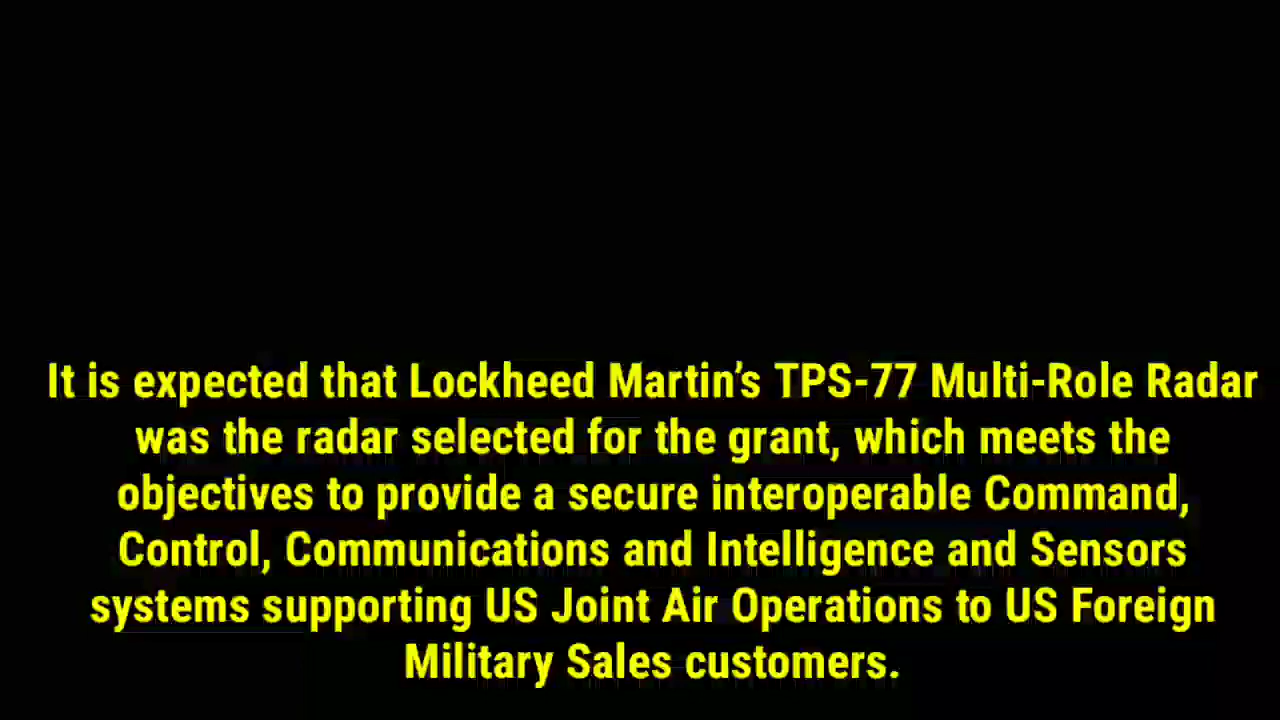 It is expected that Lockheed Martin’s TPS-77 Multi-Role Radar
was the radar selected for the grant, which meets the
objectives to provide a secure interoperable Command,
Control, Communications and Intelligence and Sensors
systems supporting US Joint Air Operations to US Foreign
Military Sales customers.